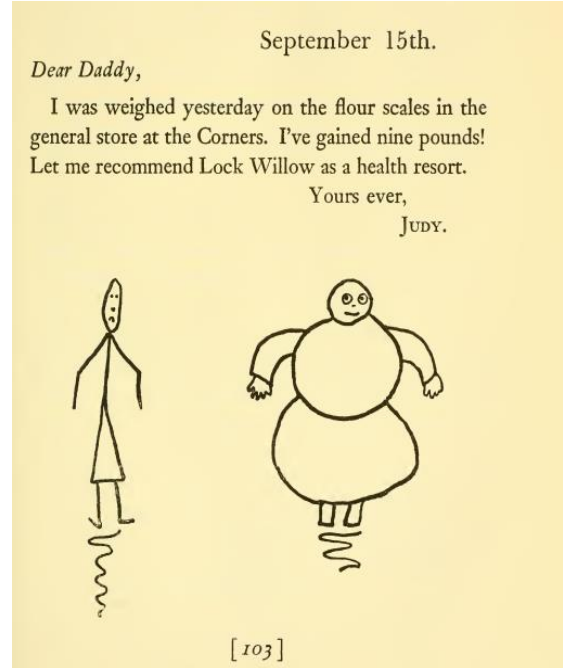 September 15th.
Dear Daddy,
I was weighed yesterday on the flour scales in the
general store at the Corners. I've gained nine pounds!
Let me recommend Lock Willow as a health resort.
Yours ever,
JUDY.
[103]